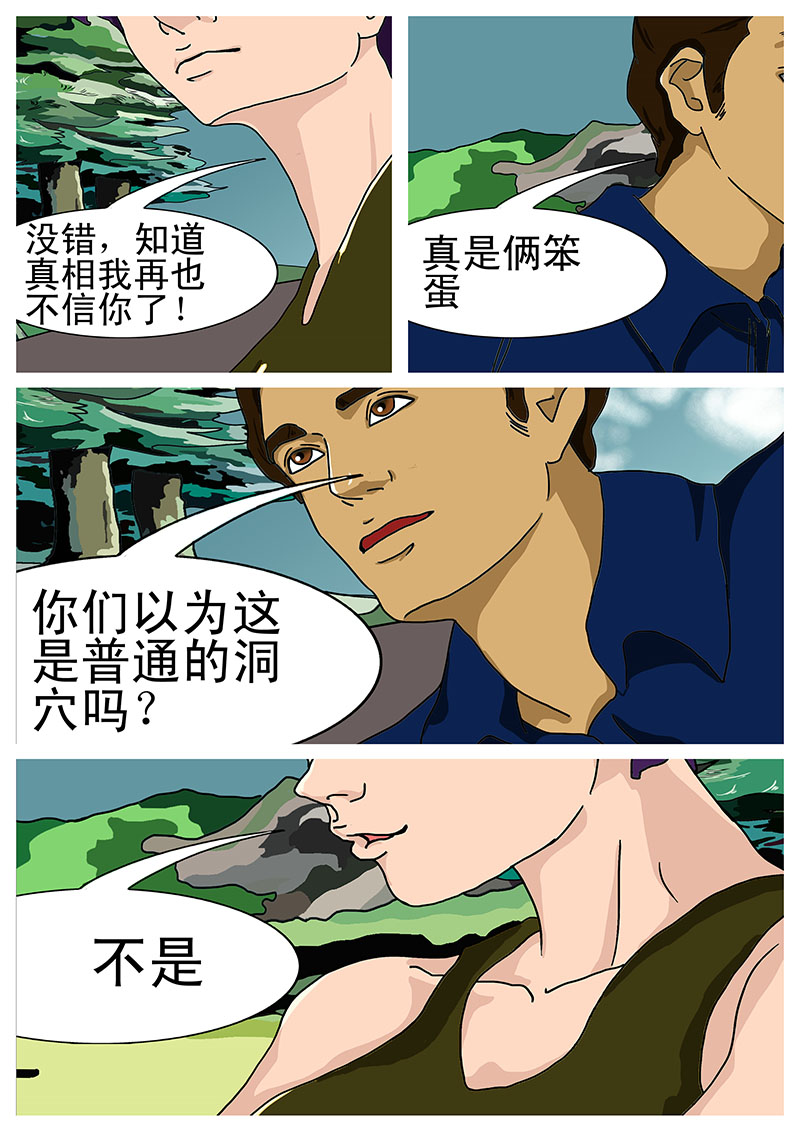 没错，知道
真相我再也
不信你了！
真是俩笨
蛋
你们以为这
是普通的洞
穴吗？
不是